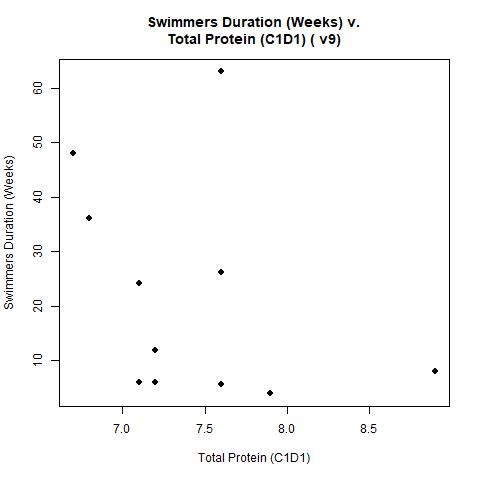 Swimmers Duration (Weeks) v.
Total Protein (C1D1) ( v9)
Swimmers Duration (Weeks)
60
50
40
30
20
10
7.0 7.5 8.0 8.5
Total Protein (C1D1)